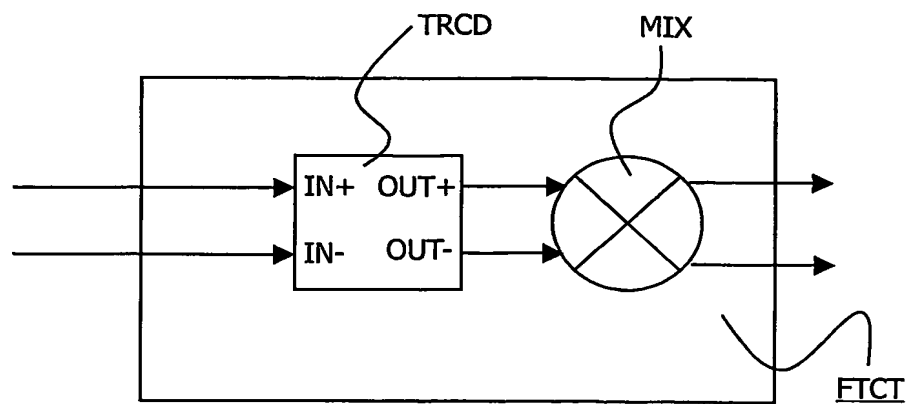 TRCD MIX
IN+ OUT+
IN- OUT-
FTCT